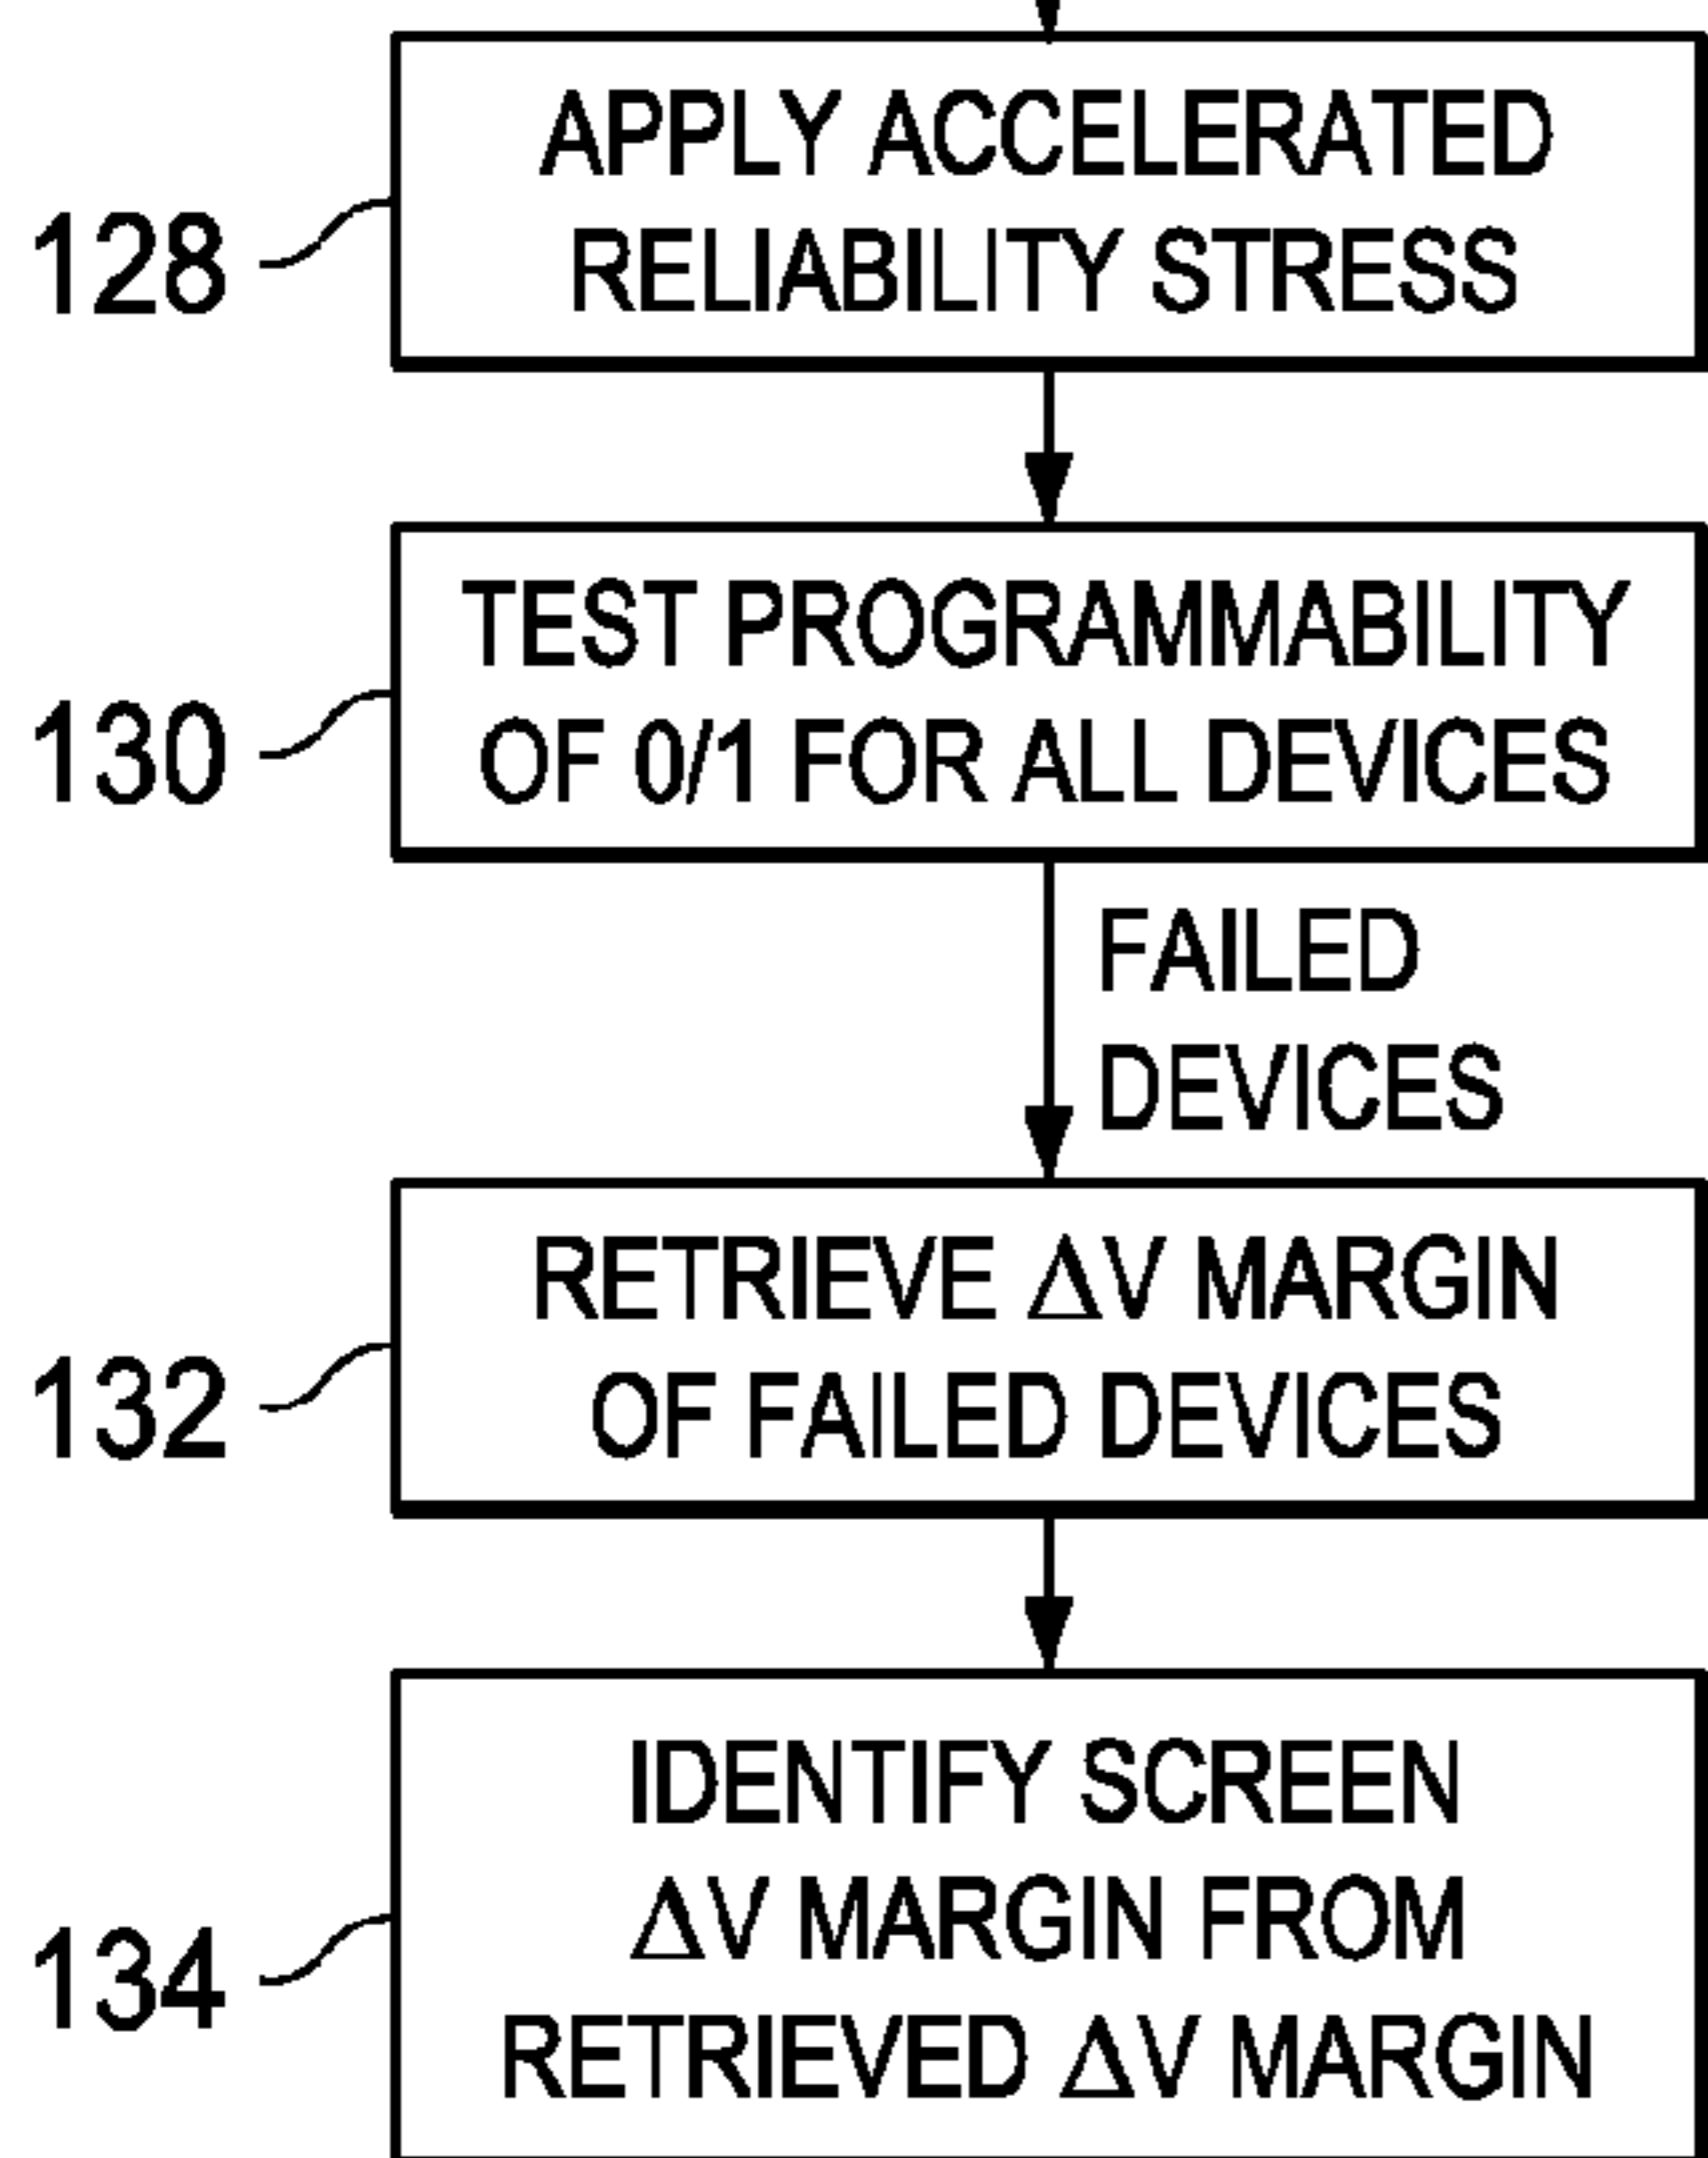 APPLY ACCELERATED
RELIABILITY STRESS
128
TEST PROGRAMMABILITY
OF 0/1 FOR ALL DEVICES
130
FAILED
DEVICES
RETRIEVE ΔV MARGIN
OF FAILED DEVICES
132
IDENTIFY SCREEN
ΔV MARGIN FROM
RETRIEVED ΔV MARGIN
134